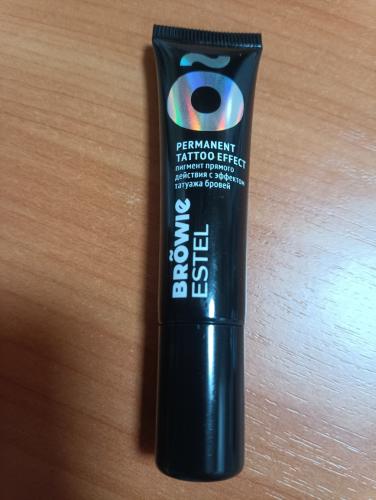 PERMANENT
TATTOO EFFECT
пигмент прямого
действия с эффектом
татуажа бровей
BRÕWIE
ESTEL